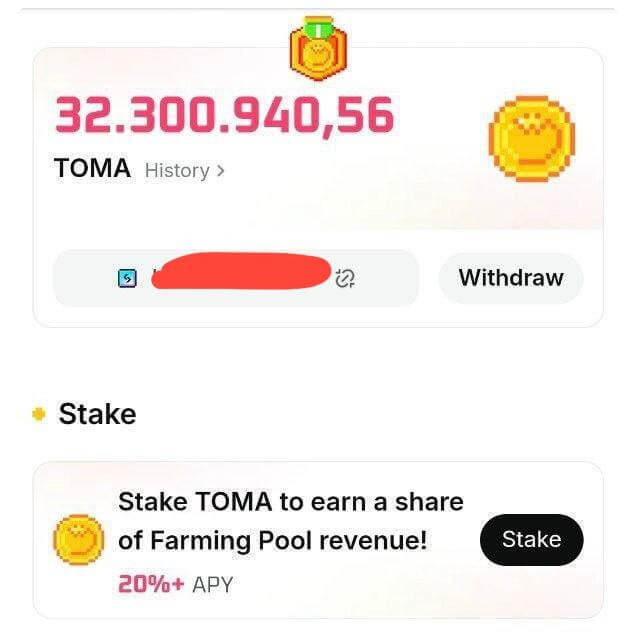 32.300.940,56
TOMA History >
Withdraw
Stake
Stake TOMA to earn a share
of Farming Pool revenue!
Stake
20%+ APY